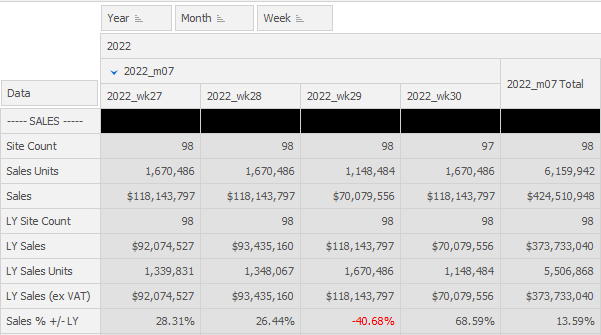 Year Month Week
2022
2022_m07
Data 2022_wk27 2022_wk28 2022_wk29 2022_wk30 2022_m07 Total
----- SALES -----
Site Count 98 98 98 97 98
Sales Units 1,670,486 1,670,486 1,148,484 1,670,486 6,159,942
Sales $118,143,797 $118,143,797 $70,079,556 $118,143,797 $424,510,948
LY Site Count 98 98 98 98 98
LY Sales $92,074,527 $93,435,160 $118,143,797 $70,079,556 $373,733,040
LY Sales Units 1,339,831 1,348,067 1,670,486 1,148,484 5,506,868
LY Sales (ex VAT) $92,074,527 $93,435,160 $118,143,797 $70,079,556 $373,733,040
Sales % +/- LY 28.31% 26.44% -40.68% 68.59% 13.59%